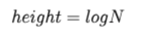 height = logN